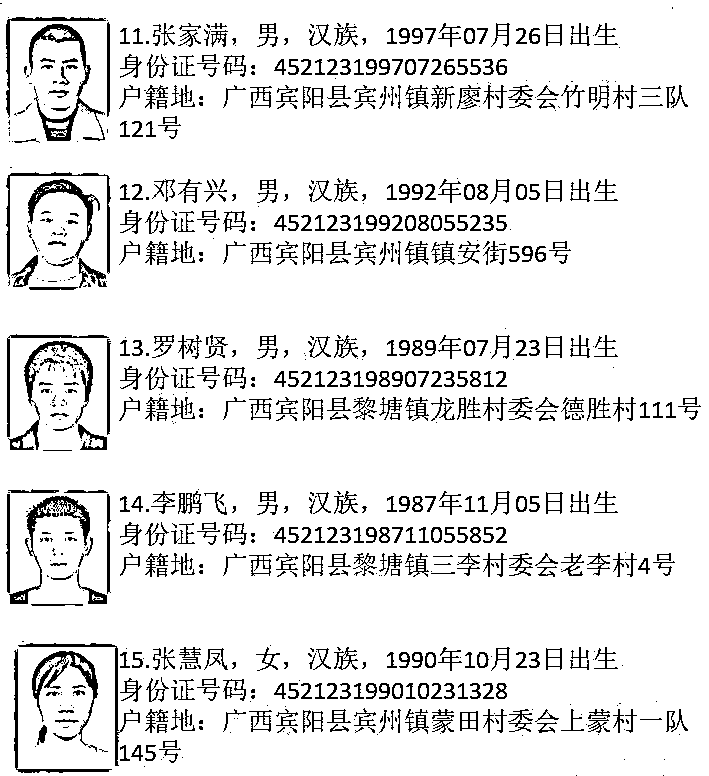 11.张家满，男，汉族，1997年07月26日出生
身份证号码：452123199707265536
户籍地：广西宾阳县宾州镇新廖村委会竹明村三队
121号
12.邓有兴，男，汉族，1992年08月05日出生
身份证号码：452123199208055235
户籍地：广西宾阳县宾州镇镇安街596号
13.罗树贤，男，汉族，1989年07月23日出生
身份证号码：452123198907235812
户籍地：广西宾阳县黎塘镇龙胜村委会德胜村111号
14.李鹏飞，男，汉族，1987年11月05日出生
身份证号码：452123198711055852
户籍地：广西宾阳县黎塘镇三李村委会老李村4号
15.张慧凤，女，汉族，1990年10月23日出生
身份证号码：452123199010231328
户籍地：广西宾阳县宾州镇蒙田村委会上蒙村一队
145号